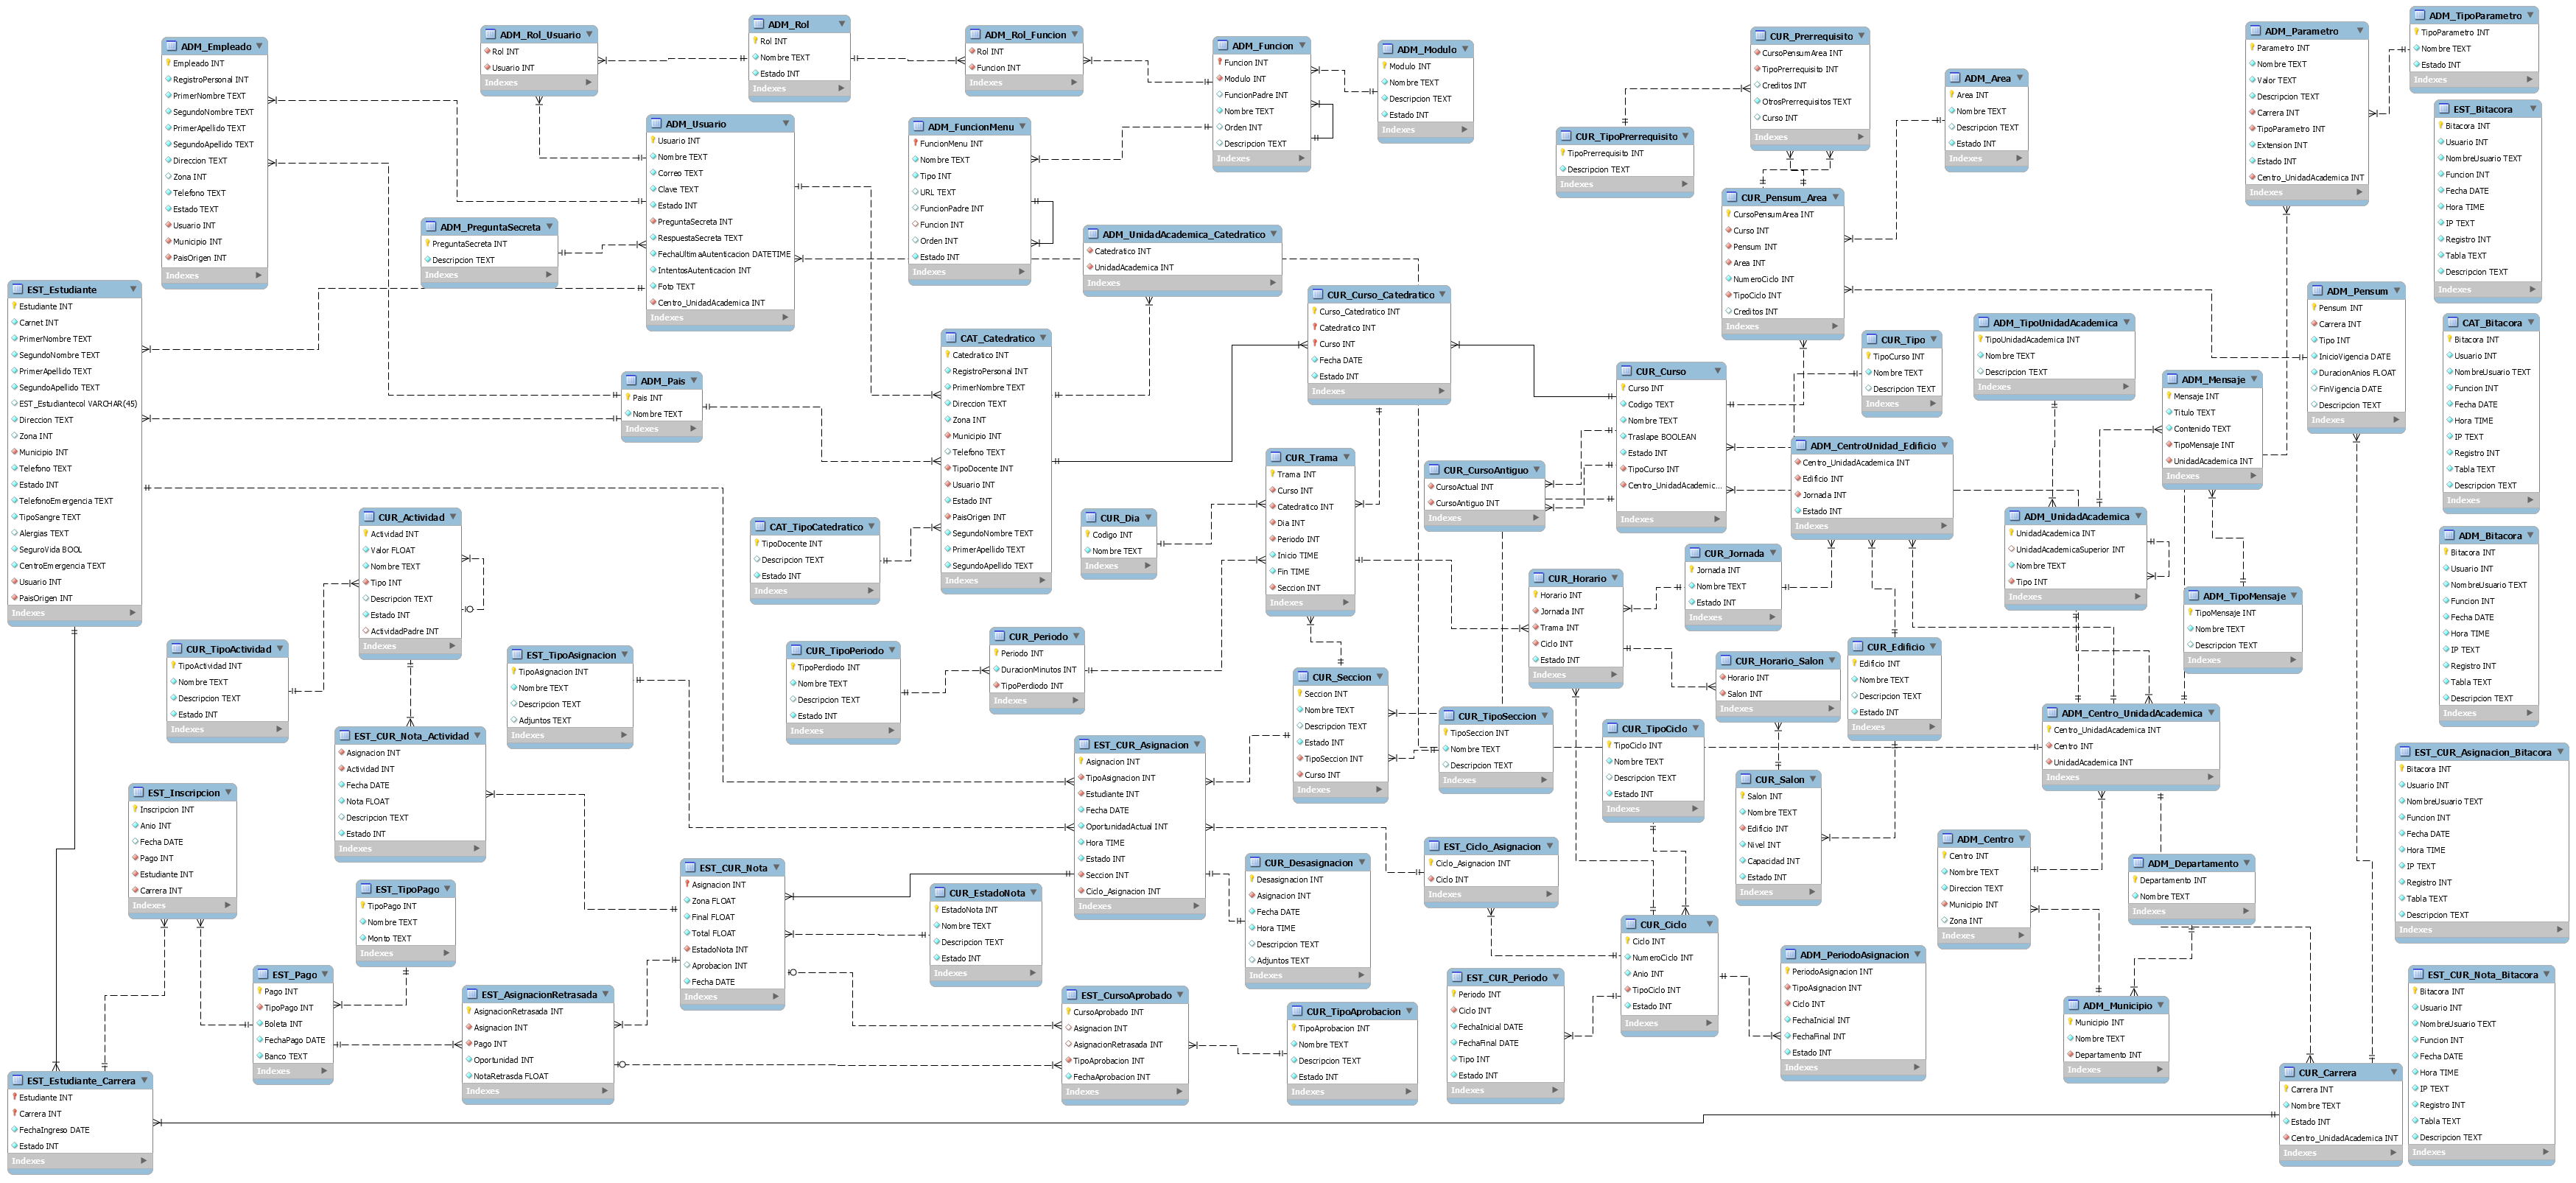 ADM_Empleado
Empleado INT
RegistroPersonal INT
PrimerNombre TEXT
SegundoNombre TEXT
PrimerApellido TEXT
SegundoApellido TEXT
Direccion TEXT
Zona INT
Telefono TEXT
Estado TEXT
Usuario INT
Municipio INT
PaisOrigen INT
Indexes
ADM_Rol_Usuario
Rol INT
Usuario INT
Indexes
ADM_Rol
Rol INT
Nombre TEXT
Estado INT
Indexes
ADM_Rol_Funcion
Rol INT
Funcion INT
Indexes
ADM_Funcion
Funcion INT
Modulo INT
FuncionPadre INT
Nombre TEXT
Orden INT
Descripcion TEXT
Indexes
ADM_Modulo
Modulo INT
Nombre TEXT
Descripcion TEXT
Estado INT
Indexes
CUR_Prerrequisito
CursoPensumArea INT
TipoPrerrequisito INT
Creditos INT
OtrosPrerrequisitos TEXT
Curso INT
Indexes
ADM_Area
Area INT
Nombre TEXT
Descripcion TEXT
Estado INT
Indexes
ADM_Parametro
Parametro INT
Nombre TEXT
Valor TEXT
Descripcion TEXT
Carrera INT
TipoParametro INT
Extension INT
Estado INT
Centro_UnidadAcademica INT
Indexes
ADM_TipoParametro
TipoParametro INT
Nombre TEXT
Estado INT
Indexes
EST_Bitacora
Bitacora INT
Usuario INT
NombreUsuario TEXT
Funcion INT
Fecha DATE
Hora TIME
IP TEXT
Registro INT
Tabla TEXT
Descripcion TEXT
Indexes
ADM_Usuario
Usuario INT
Nombre TEXT
Correo TEXT
Clave TEXT
Estado INT
PreguntaSecreta INT
RespuestaSecreta TEXT
FechaUltimaAutenticacion DATETIME
IntentosAutenticacion INT
Foto TEXT
Centro_UnidadAcademica INT
Indexes
ADM_FuncionMenu
FuncionMenu INT
Nombre TEXT
Tipo INT
URL TEXT
FuncionPadre INT
Funcion INT
Orden INT
Estado INT
Indexes
CUR_TipoPrerrequisito
TipoPrerrequisito INT
Descripcion TEXT
Indexes
CUR_Pensum_Area
CursoPensumArea INT
Curso INT
Pensum INT
Area INT
NumeroCiclo INT
TipoCiclo INT
Creditos INT
Indexes
ADM_PreguntaSecreta
PreguntaSecreta INT
Descripcion TEXT
Indexes
ADM_UnidadAcademica_Catedratico
Catedratico INT
UnidadAcademica INT
Indexes
EST_Estudiante
Estudiante INT
Carnet INT
PrimerNombre TEXT
SegundoNombre TEXT
PrimerApellido TEXT
SegundoApellido TEXT
EST_Estudiantecol VARCHAR(45)
Direccion TEXT
Zona INT
Municipio INT
Telefono TEXT
Estado INT
TelefonoEmergencia TEXT
TipoSangre TEXT
Alergias TEXT
SeguroVida BOOL
CentroEmergencia TEXT
Usuario INT
PaisOrigen INT
Indexes
CUR_Curso_Catedratico
Curso_Catedratico INT
Catedratico INT
Curso INT
Fecha DATE
Estado INT
Indexes
ADM_Pensum
Pensum INT
Carrera INT
Tipo INT
InicioVigencia DATE
DuracionAnios FLOAT
FinVigencia DATE
Descripcion TEXT
Indexes
CAT_Bitacora
Bitacora INT
Usuario INT
NombreUsuario TEXT
Funcion INT
Fecha DATE
Hora TIME
IP TEXT
Registro INT
Tabla TEXT
Descripcion TEXT
Indexes
CAT_Catedratico
Catedratico INT
RegistroPersonal INT
PrimerNombre TEXT
Direccion TEXT
Zona INT
Municipio INT
Telefono TEXT
TipoDocente INT
Usuario INT
Estado INT
PaisOrigen INT
SegundoNombre TEXT
PrimerApellido TEXT
SegundoApellido TEXT
Indexes
CUR_Tipo
TipoCurso INT
Nombre TEXT
Descripcion TEXT
Indexes
ADM_TipoUnidadAcademica
TipoUnidadAcademica INT
Nombre TEXT
Descripcion TEXT
Indexes
ADM_Pais
Pais INT
Nombre TEXT
Indexes
CUR_Curso
Curso INT
Codigo TEXT
Nombre TEXT
Traslape BOOLEAN
Estado INT
TipoCurso INT
Centro_UnidadAcademic...
Indexes
ADM_Mensaje
Mensaje INT
Titulo TEXT
Contenido TEXT
TipoMensaje INT
UnidadAcademica INT
Indexes
ADM_CentroUnidad_Edificio
Centro_UnidadAcademica INT
Edificio INT
Jornada INT
Estado INT
Indexes
CUR_Trama
Trama INT
Curso INT
Catedratico INT
Dia INT
Periodo INT
Inicio TIME
Fin TIME
Seccion INT
Indexes
CUR_CursoAntiguo
CursoActual INT
CursoAntiguo INT
Indexes
CUR_Actividad
Actividad INT
Valor FLOAT
Nombre TEXT
Tipo INT
Descripcion TEXT
Estado INT
ActividadPadre INT
Indexes
CAT_TipoCatedratico
TipoDocente INT
Descripcion TEXT
Estado INT
Indexes
CUR_Dia
Codigo INT
Nombre TEXT
Indexes
ADM_UnidadAcademica
UnidadAcademica INT
UnidadAcademicaSuperior INT
Nombre TEXT
Tipo INT
Indexes
ADM_Bitacora
Bitacora INT
Usuario INT
NombreUsuario TEXT
Funcion INT
Fecha DATE
Hora TIME
IP TEXT
Registro INT
Tabla TEXT
Descripcion TEXT
Indexes
CUR_Horario
Horario INT
Jornada INT
Trama INT
Ciclo INT
Estado INT
Indexes
CUR_Jornada
Jornada INT
Nombre TEXT
Estado INT
Indexes
ADM_TipoMensaje
TipoMensaje INT
Nombre TEXT
Descripcion TEXT
Indexes
CUR_TipoActividad
TipoActividad INT
Nombre TEXT
Descripcion TEXT
Estado INT
Indexes
EST_TipoAsignacion
TipoAsignacion INT
Nombre TEXT
Descripcion TEXT
Adjuntos TEXT
Indexes
CUR_TipoPeriodo
TipoPerdiodo INT
Nombre TEXT
Descripcion TEXT
Estado INT
Indexes
CUR_Periodo
Periodo INT
DuracionMinutos INT
TipoPerdiodo INT
Indexes
CUR_Seccion
Seccion INT
Nombre TEXT
Descripcion TEXT
Estado INT
TipoSeccion INT
Curso INT
Indexes
CUR_Horario_Salon
Horario INT
Salon INT
Indexes
CUR_Edificio
Edificio INT
Nombre TEXT
Descripcion TEXT
Estado INT
Indexes
EST_CUR_Nota_Actividad
Asignacion INT
Actividad INT
Fecha DATE
Nota FLOAT
Descripcion TEXT
Estado INT
Indexes
EST_CUR_Asignacion
Asignacion INT
TipoAsignacion INT
Estudiante INT
Fecha DATE
OportunidadActual INT
Hora TIME
Estado INT
Seccion INT
Ciclo_Asignacion INT
Indexes
CUR_TipoSeccion
TipoSeccion INT
Nombre TEXT
Descripcion TEXT
Indexes
CUR_TipoCiclo
TipoCiclo INT
Nombre TEXT
Descripcion TEXT
Estado INT
Indexes
ADM_Centro_UnidadAcademica
Centro_UnidadAcademica INT
Centro INT
UnidadAcademica INT
Indexes
EST_CUR_Asignacion_Bitacora
Bitacora INT
Usuario INT
NombreUsuario TEXT
Funcion INT
Fecha DATE
Hora TIME
IP TEXT
Registro INT
Tabla TEXT
Descripcion TEXT
Indexes
EST_Inscripcion
Inscripcion INT
Anio INT
Fecha DATE
Pago INT
Estudiante INT
Carrera INT
Indexes
CUR_Salon
Salon INT
Nombre TEXT
Edificio INT
Nivel INT
Capacidad INT
Estado INT
Indexes
EST_TipoPago
TipoPago INT
Nombre TEXT
Monto TEXT
Indexes
EST_CUR_Nota
Asignacion INT
Zona FLOAT
Final FLOAT
Total FLOAT
EstadoNota INT
Aprobacion INT
Fecha DATE
Indexes
CUR_EstadoNota
EstadoNota INT
Nombre TEXT
Descripcion TEXT
Estado INT
Indexes
CUR_Desasignacion
Desasignacion INT
Asignacion INT
Fecha DATE
Hora TIME
Descripcion TEXT
Adjuntos TEXT
Indexes
EST_Ciclo_Asignacion
Ciclo_Asignacion INT
Ciclo INT
Indexes
ADM_Centro
Centro INT
Nombre TEXT
Direccion TEXT
Municipio INT
Zona INT
Indexes
ADM_Departamento
Departamento INT
Nombre TEXT
Indexes
CUR_Ciclo
Ciclo INT
NumeroCiclo INT
Anio INT
TipoCiclo INT
Estado INT
Indexes
EST_Pago
Pago INT
TipoPago INT
Boleta INT
FechaPago DATE
Banco TEXT
Indexes
EST_AsignacionRetrasada
AsignacionRetrasada INT
Asignacion INT
Pago INT
Oportunidad INT
NotaRetrasda FLOAT
Indexes
EST_CursoAprobado
CursoAprobado INT
Asignacion INT
AsignacionRetrasada INT
TipoAprobacion INT
FechaAprobacion INT
Indexes
CUR_TipoAprobacion
TipoAprobacion INT
Nombre TEXT
Descripcion TEXT
Estado INT
Indexes
EST_CUR_Periodo
Periodo INT
Ciclo INT
FechaInicial DATE
FechaFinal DATE
Tipo INT
Estado INT
Indexes
ADM_PeriodoAsignacion
PeriodoAsignacion INT
TipoAsignacion INT
Ciclo INT
FechaInicial INT
FechaFinal INT
Estado INT
Indexes
ADM_Municipio
Municipio INT
Nombre TEXT
Departamento INT
Indexes
EST_CUR_Nota_Bitacora
Bitacora INT
Usuario INT
NombreUsuario TEXT
Funcion INT
Fecha DATE
Hora TIME
IP TEXT
Registro INT
Tabla TEXT
Descripcion TEXT
Indexes
EST_Estudiante_Carrera
Estudiante INT
Carrera INT
FechaIngreso DATE
Estado INT
Indexes
CUR_Carrera
Carrera INT
Nombre TEXT
Estado INT
Centro_UnidadAcademica INT
Indexes